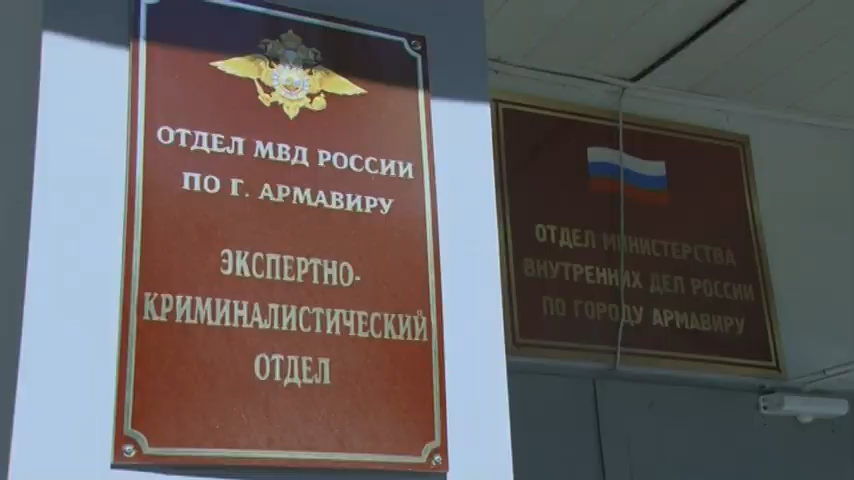 ОТДЕЛ МВД РОССИИ
ПО Г. АРМАВИРУ
ЭКСПЕРТНО-
КРИМИНАЛИСТИЧЕСКИЙ
ОТДЕЛ
ОТДЕЛ МИНИСТЕРСТВА
ВНУТРЕННИХ ДЕЛ РОССИИ
ПО ГОРОДУ АРМАВИРУ